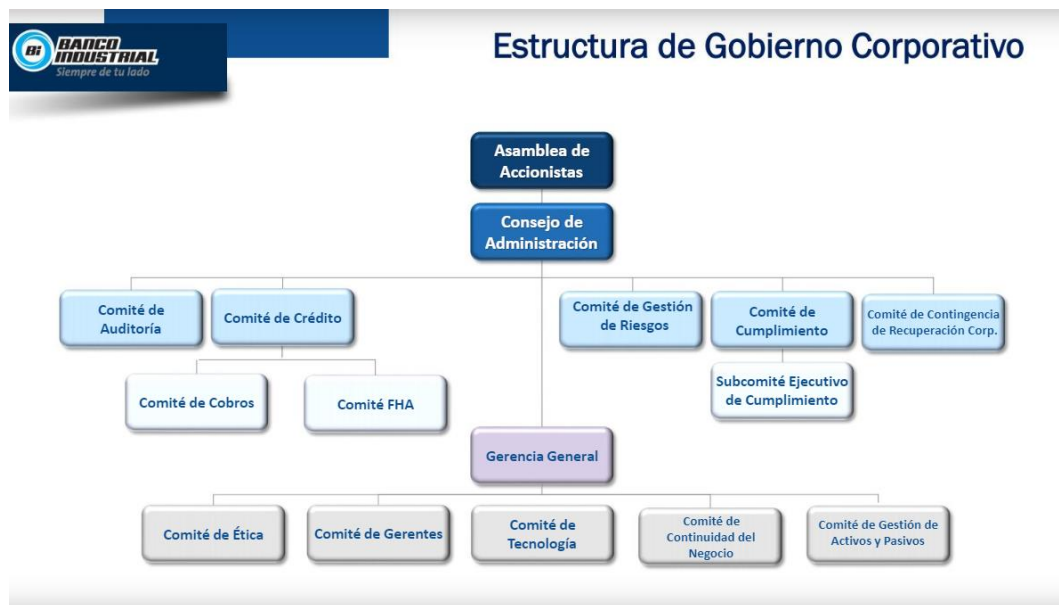 Bi
BANCO
INDUSTRIAL
Siempre de tu lado
Estructura de Gobierno Corporativo
Asamblea de
Accionistas
Consejo de
Administración
Comité de
Auditoría
Comité de Crédito
Comité de Gestión
de Riesgos
Comité de
Cumplimiento
Comité de Contingencia
de Recuperación Corp.
Comité de Cobros
Comité FHA
Subcomité Ejecutivo
de Cumplimiento
Gerencia General
Comité de Ética
Comité de Gerentes
Comité de
Tecnología
Comité de
Continuidad del
Negocio
Comité de Gestión de
Activos y Pasivos